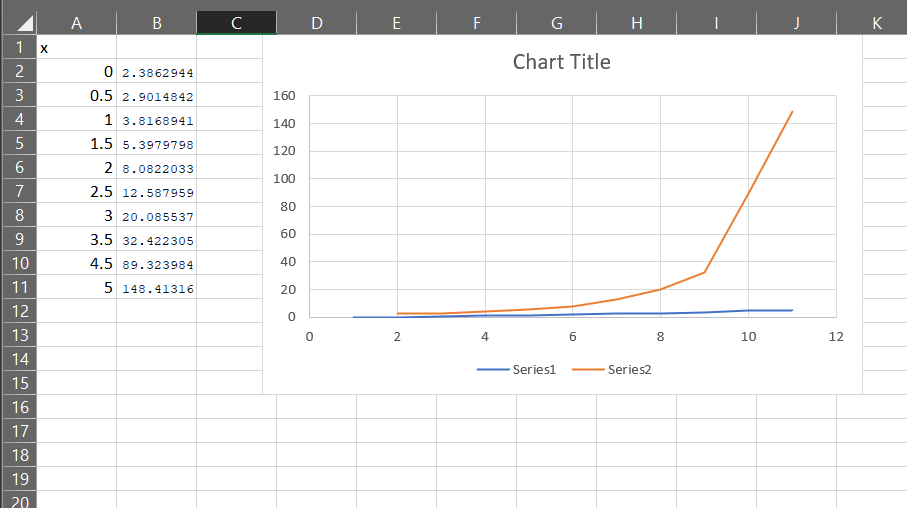 A B C D E F G H I J K
1 x
2 0 2.3862944
3 0.5 2.9014842
4 1 3.8168941
5 1.5 5.3979798
6 2 8.0822033
7 2.5 12.587959
8 3 20.085537
9 3.5 32.422305
10 4.5 89.323984
11 5 148.41316
12
13
14
15
16
17
18
19
20
Chart Title
160
140
120
100
80
60
40
20
0
0 2 4 6 8 10 12
Series1 Series2